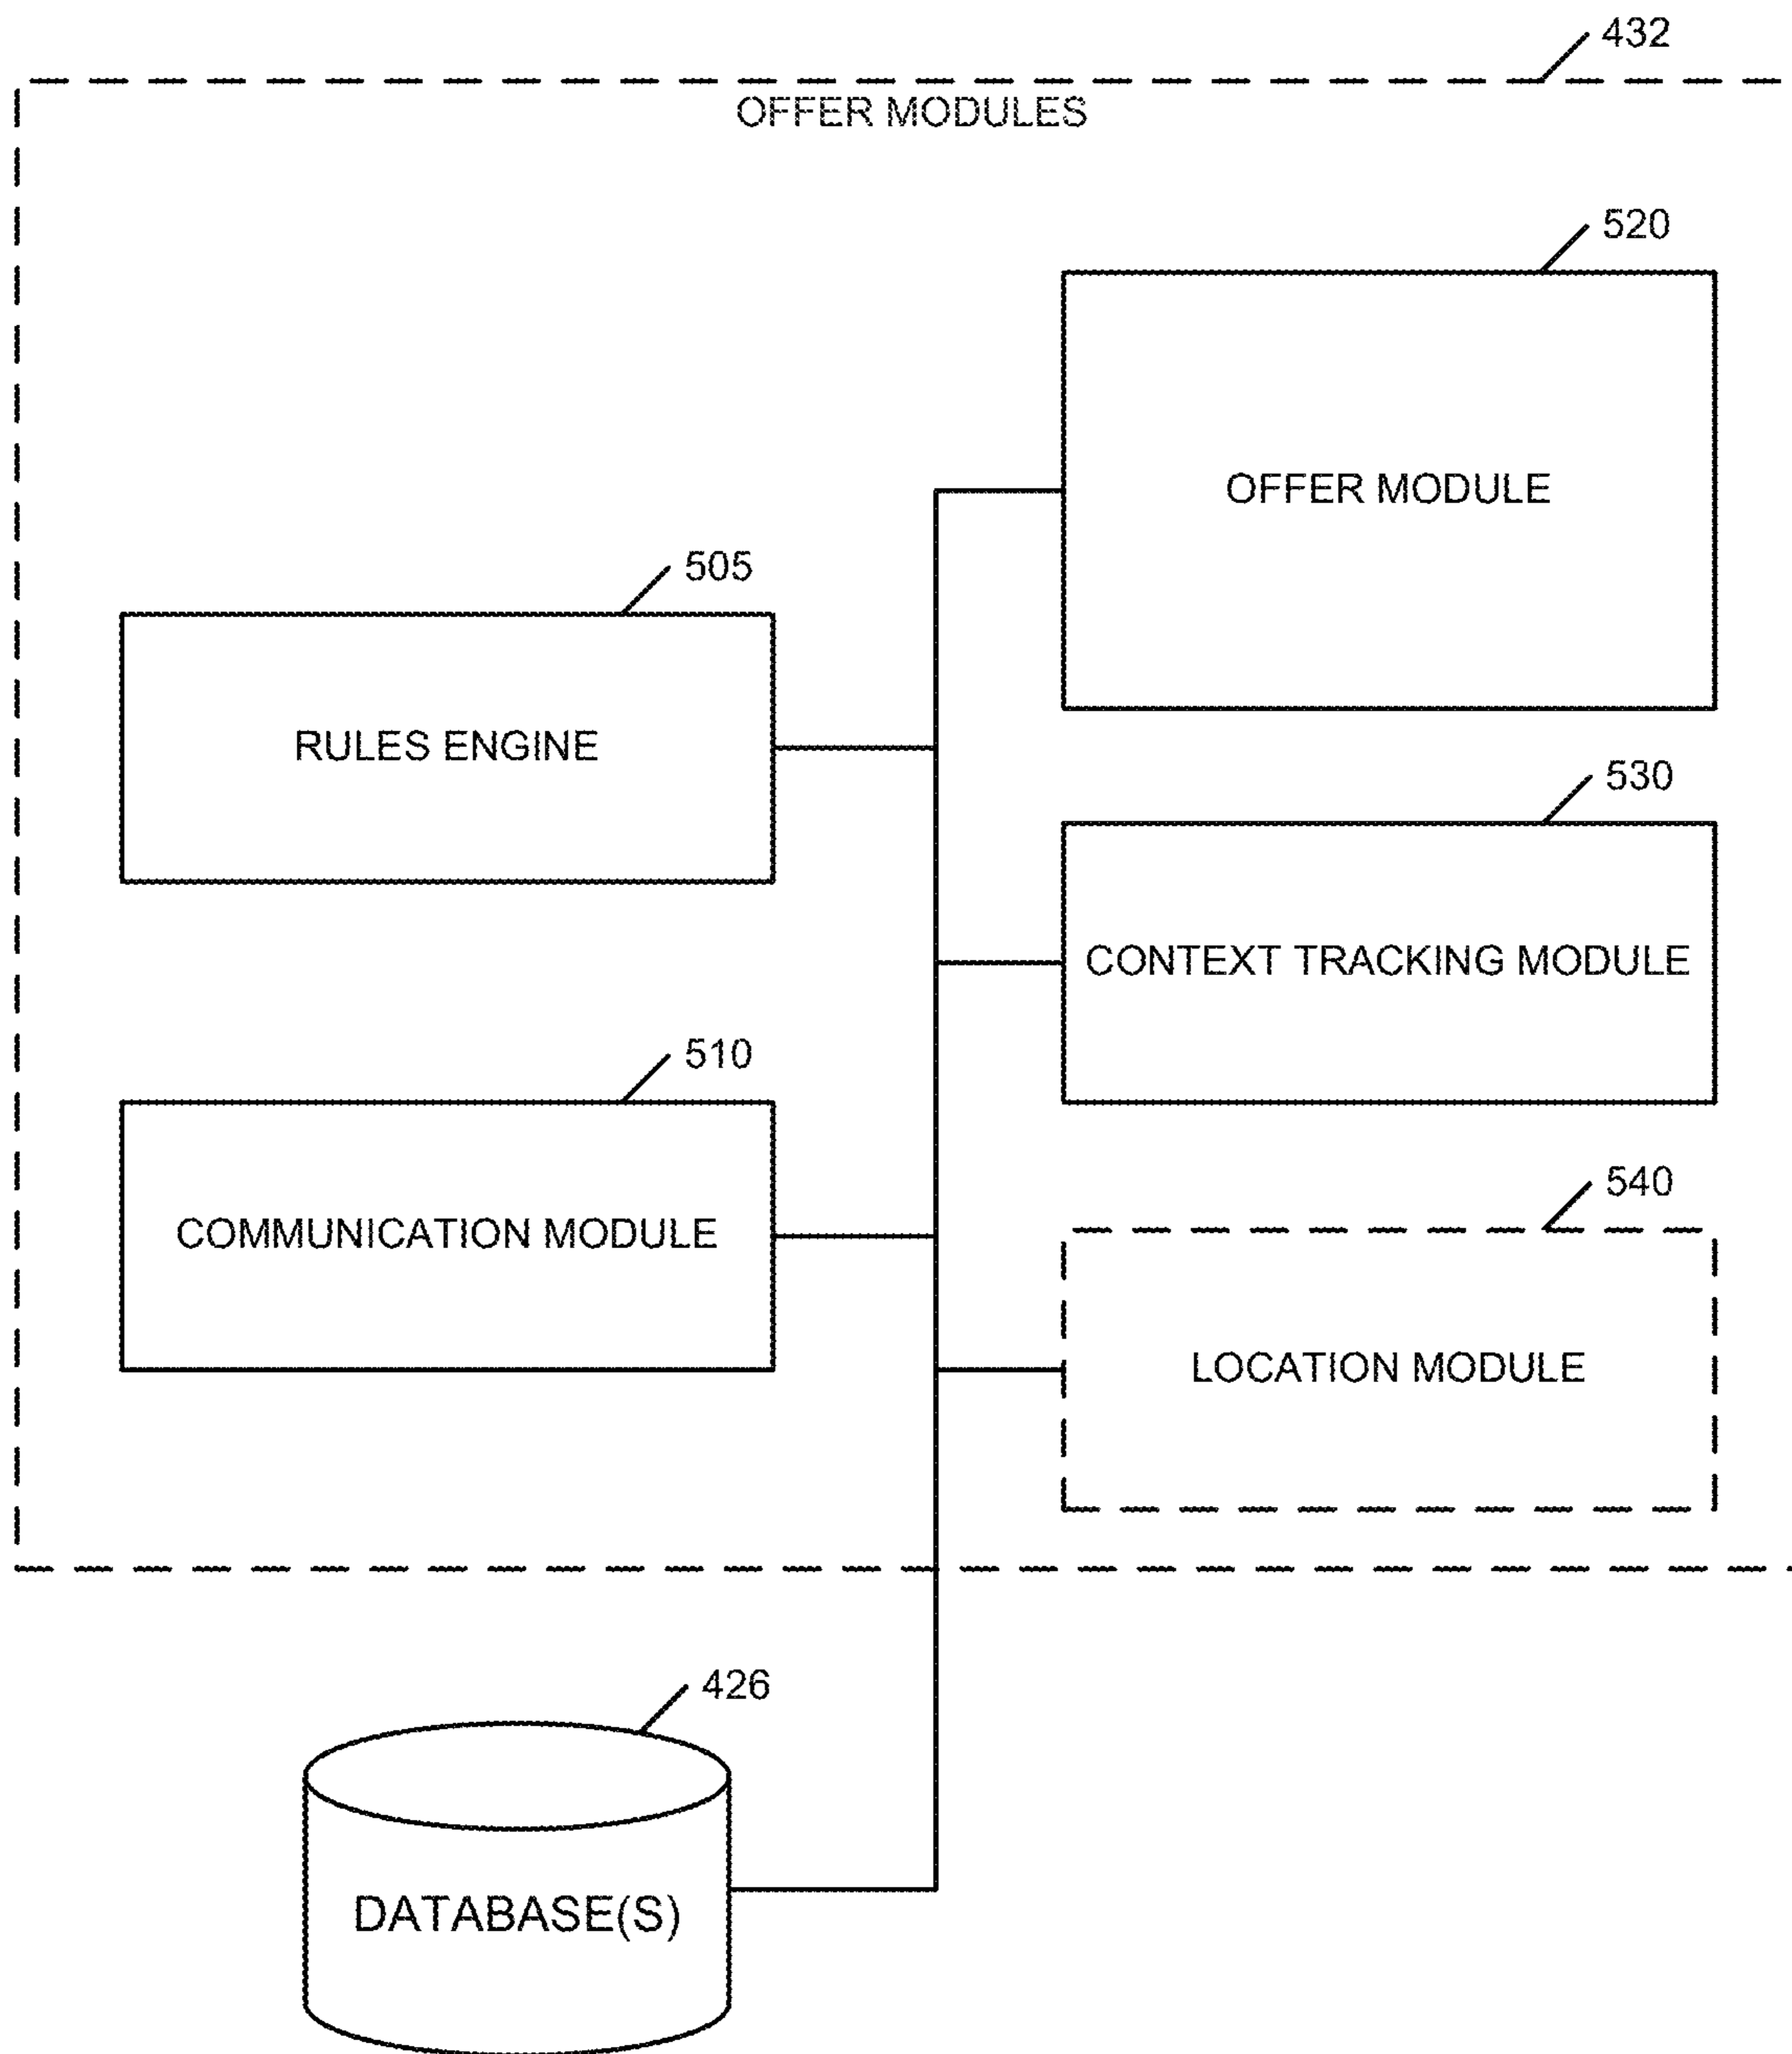 432
OFFER MODULES
520
OFFER MODULE
505
RULES ENGINE
530
CONTEXT TRACKING MODULE
510
COMMUNICATION MODULE
540
LOCATION MODULE
426
DATABASE(S)